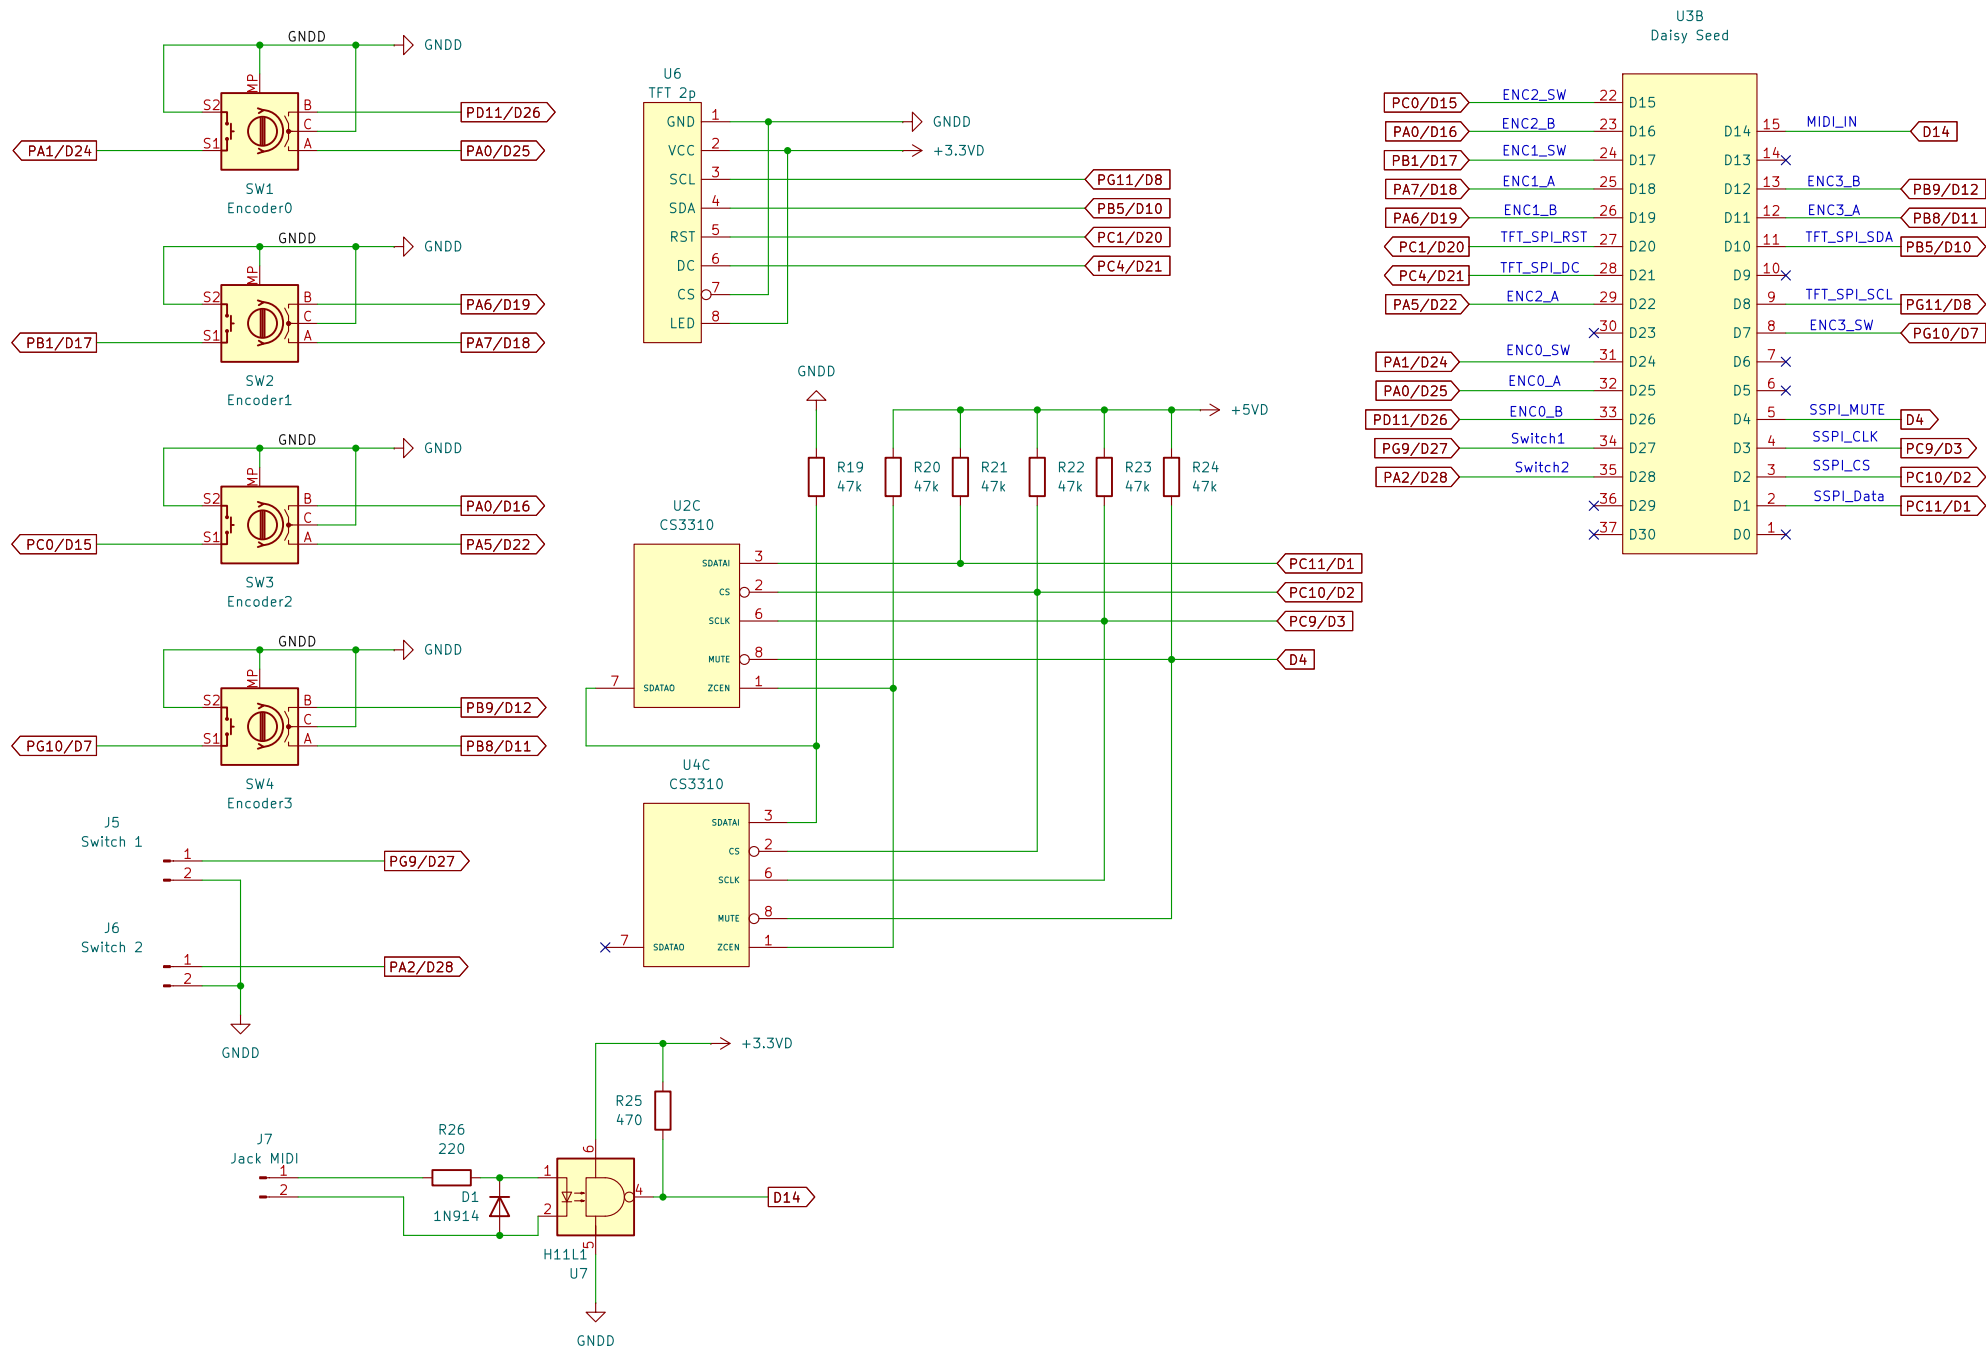 GNDD
GNDD
MP
S2
B
C
S1
A
PD11/D26
PA1/D24
PA0/D25
SW1
Encoder0
GNDD
GNDD
MP
S2
B
C
S1
A
PA6/D19
PB1/D17
PA7/D18
SW2
Encoder1
GNDD
GNDD
MP
S2
B
C
S1
A
PA0/D16
PC0/D15
PA5/D22
SW3
Encoder2
GNDD
GNDD
MP
S2
B
C
S1
A
PB9/D12
PG10/D7
PB8/D11
SW4
Encoder3
J5
Switch 1
1
PG9/D27
2
J6
Switch 2
1
PA2/D28
2
GNDD
U6
TFT 2p
GND 1 GNDD
VCC 2 +3.3VD
SCL 3 PG11/D8
SDA 4 PB5/D10
RST 5 PC1/D20
DC 6 PC4/D21
CS 7
LED 8
GNDD
+5VD
R19
47k
R20
47k
R21
47k
R22
47k
R23
47k
R24
47k
U2C
CS3310
SDATAI 3 PC11/D1
CS 2 PC10/D2
SCLK 6 PC9/D3
MUTE 8 D4
7 SDATAO ZCEN 1
U4C
CS3310
SDATAI 3
CS 2
SCLK 6
MUTE 8
7 SDATAO ZCEN 1
+3.3VD
R25
470
R26
220
J7
Jack MIDI
1
2
D1
1N914
1
2
6
4
5
D14
H11L1
U7
GNDD
U3B
Daisy Seed
PC0/D15 ENC2_SW 22 D15
PA0/D16 ENC2_B 23 D16
PB1/D17 ENC1_SW 24 D17
PA7/D18 ENC1_A 25 D18
PA6/D19 ENC1_B 26 D19
PC1/D20 TFT_SPI_RST 27 D20
PC4/D21 TFT_SPI_DC 28 D21
PA5/D22 ENC2_A 29 D22
30 D23
PA1/D24 ENC0_SW 31 D24
PA0/D25 ENC0_A 32 D25
PD11/D26 ENC0_B 33 D26
PG9/D27 Switch1 34 D27
PA2/D28 Switch2 35 D28
36 D29
37 D30
D14 15 MIDI_IN D14
D13 14
D12 13 ENC3_B PB9/D12
D11 12 ENC3_A PB8/D11
D10 11 TFT_SPI_SDA PB5/D10
D9 10
D8 9 TFT_SPI_SCL PG11/D8
D7 8 ENC3_SW PG10/D7
D6 7
D5 6
D4 5 SSPI_MUTE D4
D3 4 SSPI_CLK PC9/D3
D2 3 SSPI_CS PC10/D2
D1 2 SSPI_Data PC11/D1
D0 1